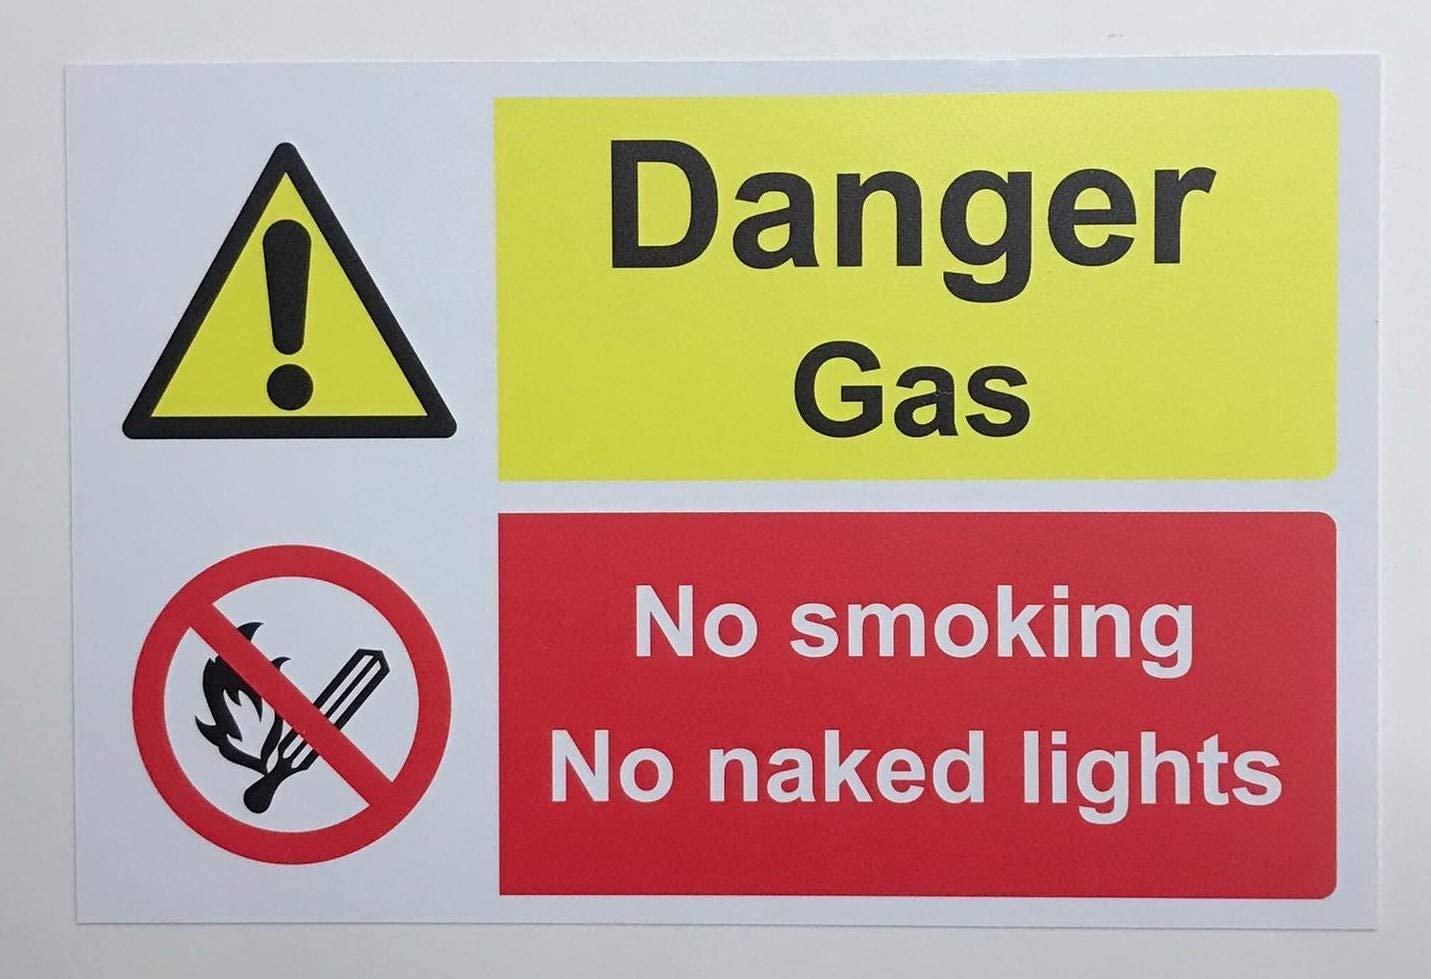 Danger
Gas
No smoking
No naked lights